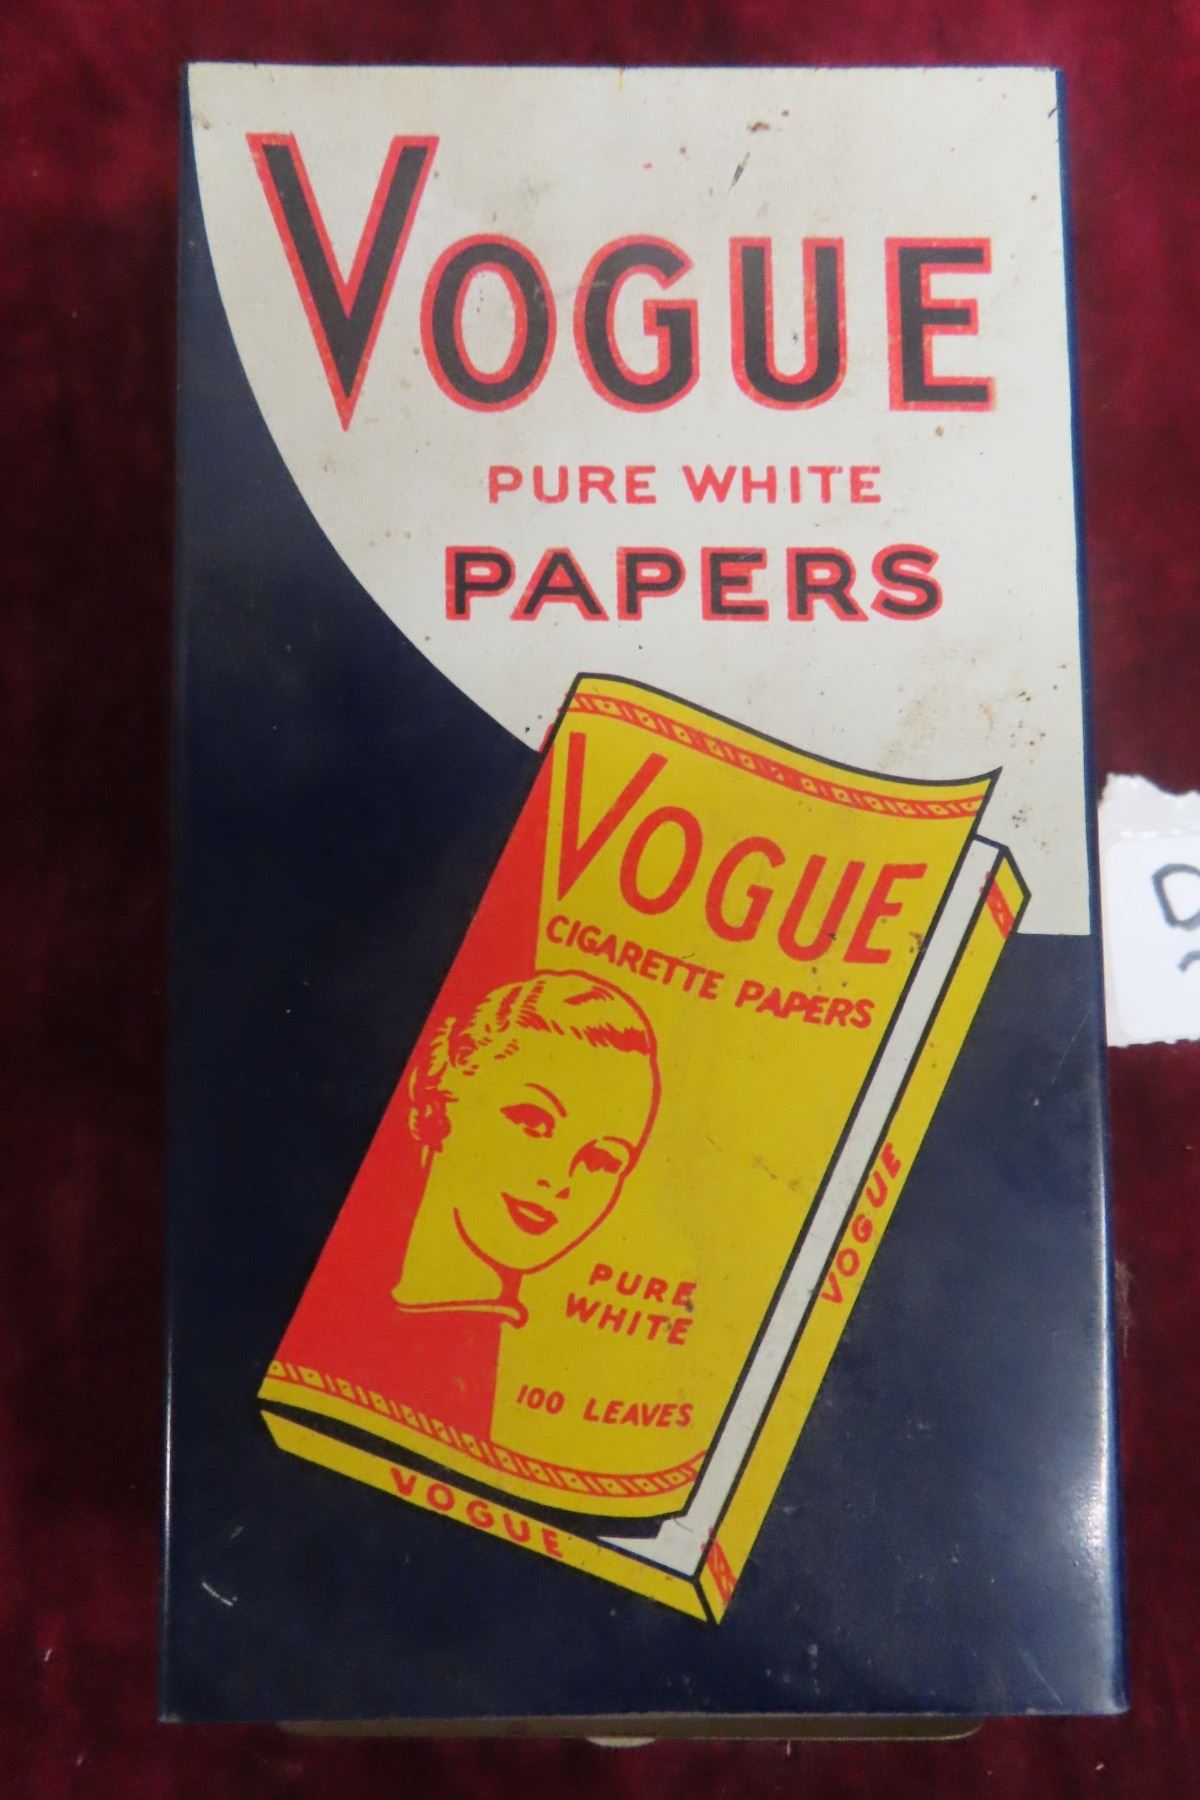 VOGUE
PURE WHITE
PAPERS
VOGUE
CIGARETTE PAPERS
PURE
WHITE
100 LEAVES
VOGUE
VOGUE